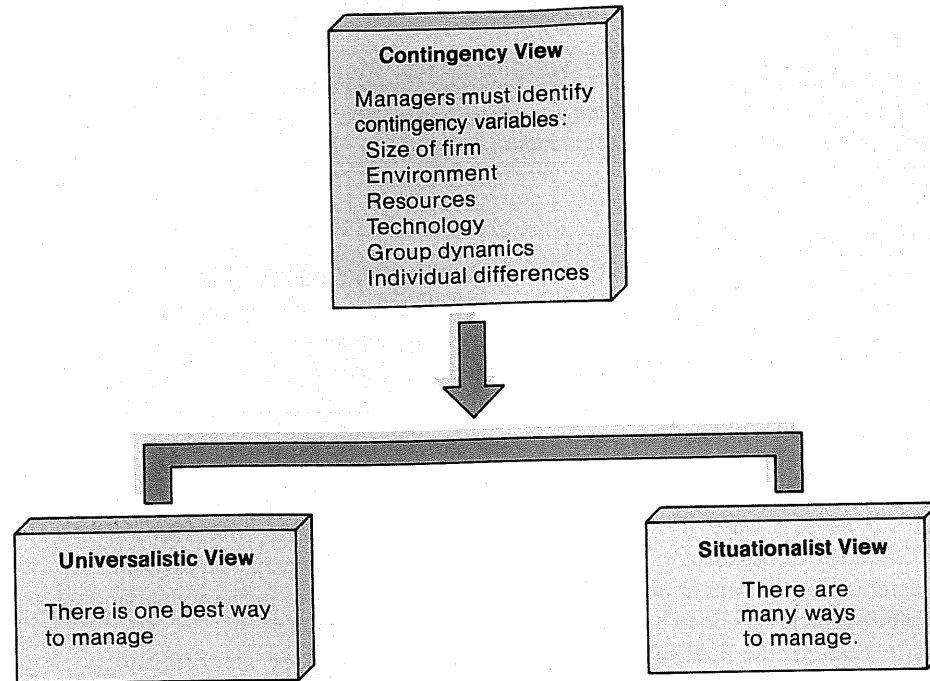 Contingency View
Managers must identify
contingency variables:
Size of firm
Environment
Resources
Technology
Group dynamics
Individual differences
Universalistic View
There is one best way
to manage
Situationalist View
There are
many ways
to manage.